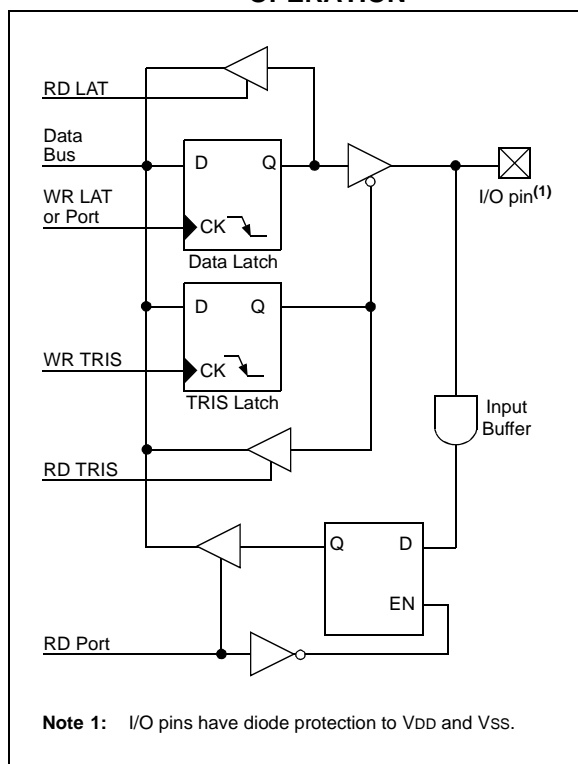 OPERATION
RD LAT
Data
Bus
D Q
WR LAT
or Port
CK
Data Latch
I/O pin(1)
D Q
WR TRIS
CK
TRIS Latch
Input
Buffer
RD TRIS
Q D
EN
RD Port
Note 1: I/O pins have diode protection to VDD and VSS.